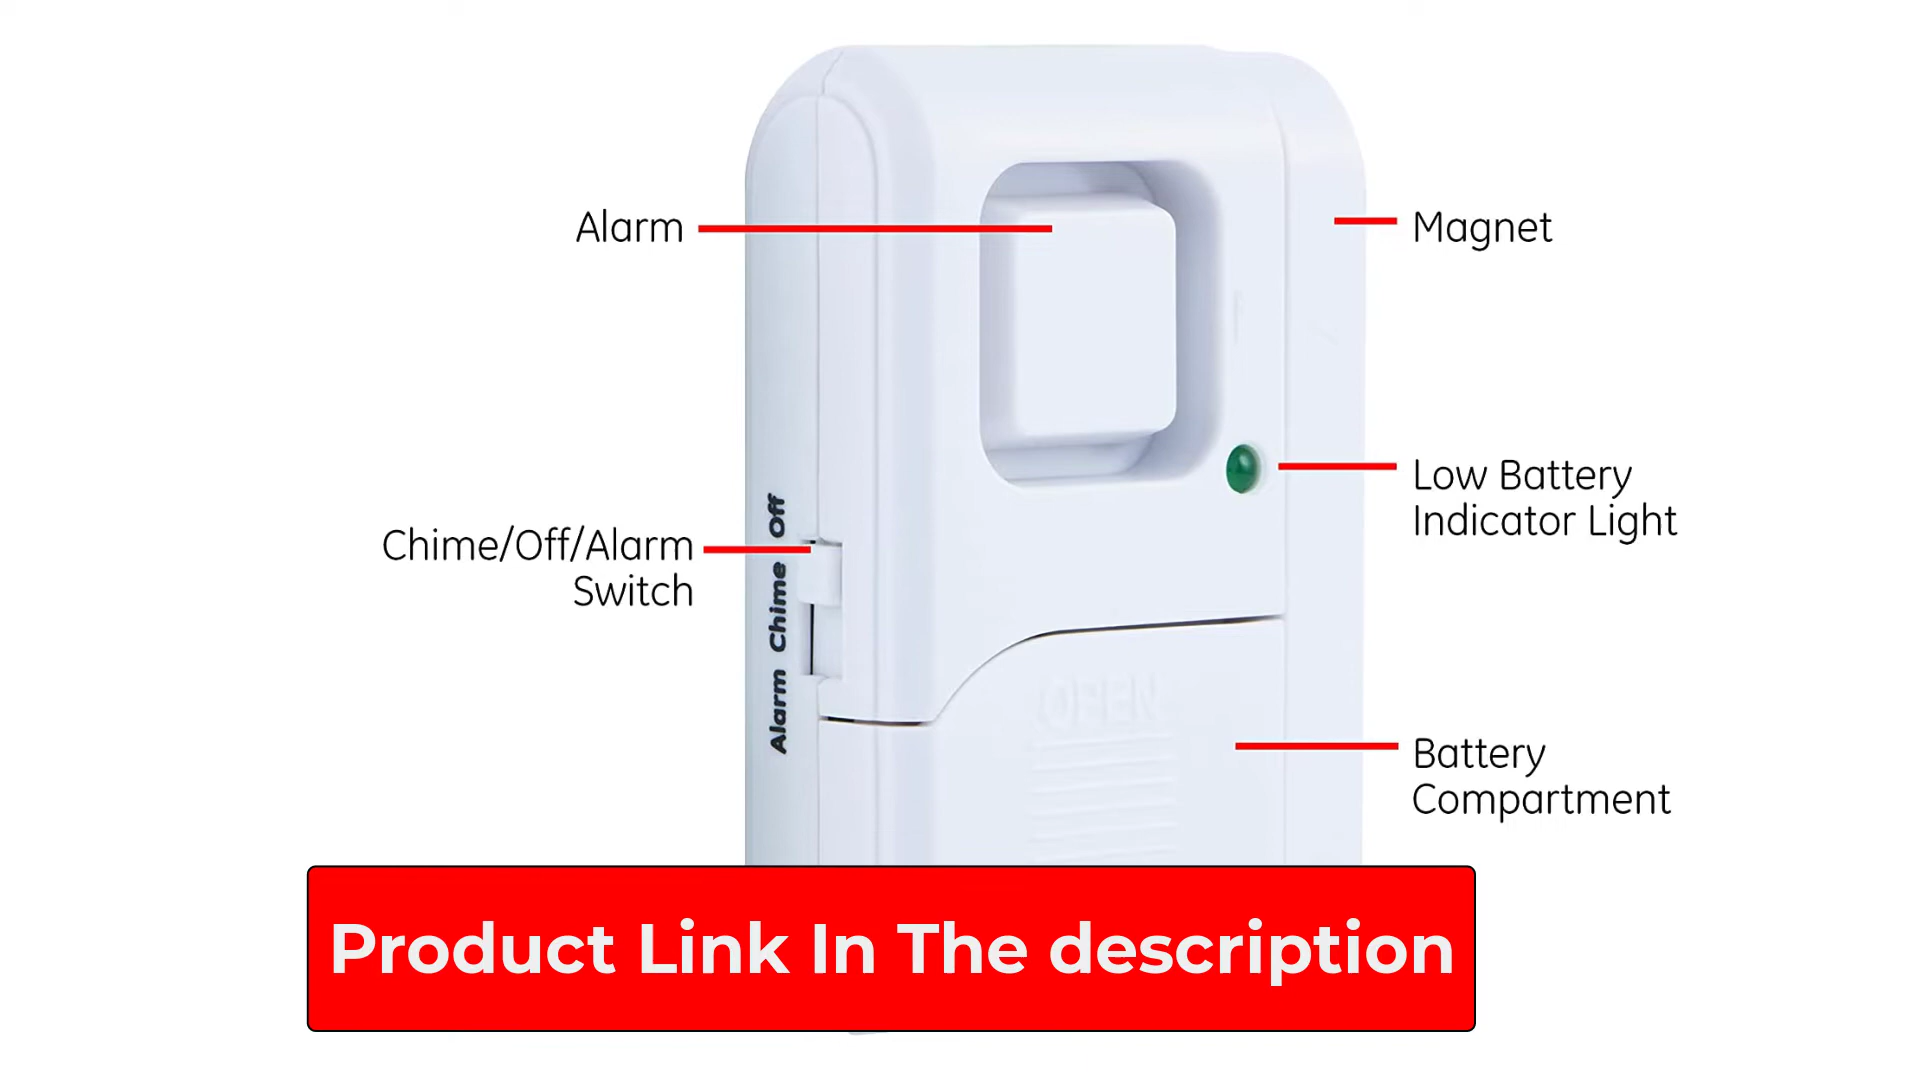 Alarm
Magnet
Low Battery
Indicator Light
Chime/Off/Alarm
Switch
Alarm Chime Off
OPEN
Battery
Compartment
Product Link In The description